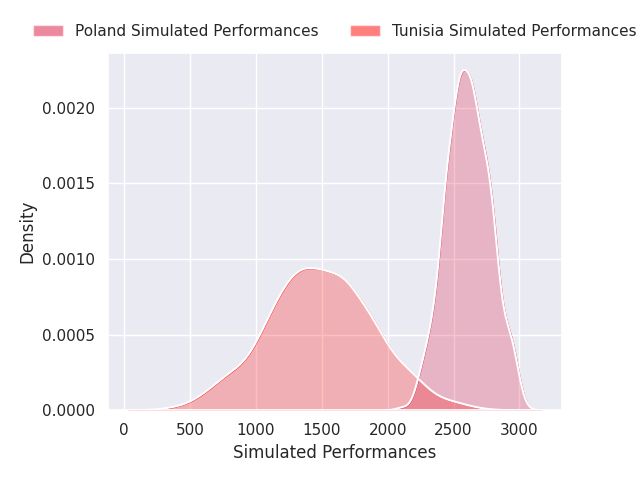 Poland Simulated Performances Tunisia Simulated Performances
0.0020
0.0015
0.0010
0.0005
0.0000
Density
0 500 1000 1500 2000 2500 3000
Simulated Performances